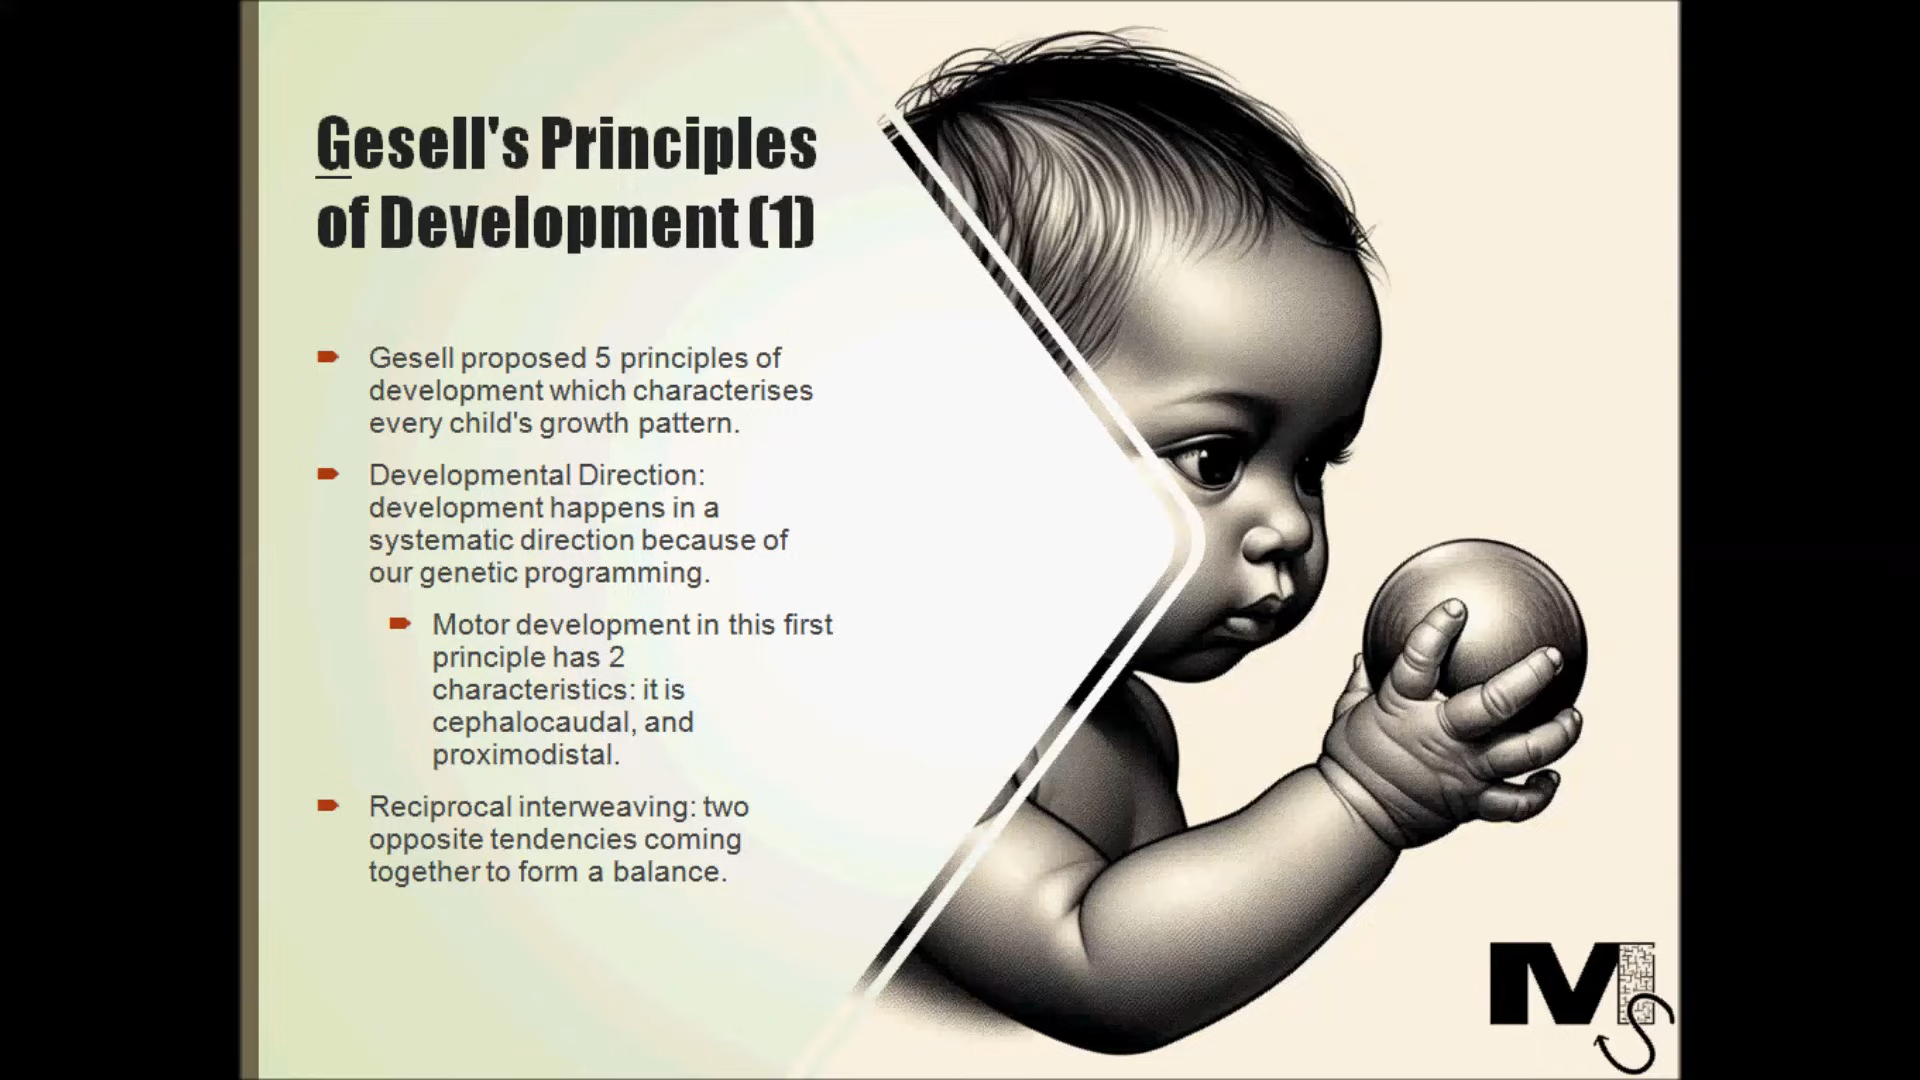 Gesell's Principles
of Development (1)
Gesell proposed 5 principles of
development which characterises
every child's growth pattern.
Developmental Direction:
development happens in a
systematic direction because of
our genetic programming.
Motor development in this first
principle has 2
characteristics: it is
cephalocaudal, and
proximodistal.
Reciprocal interweaving: two
opposite tendencies coming
together to form a balance.
MS